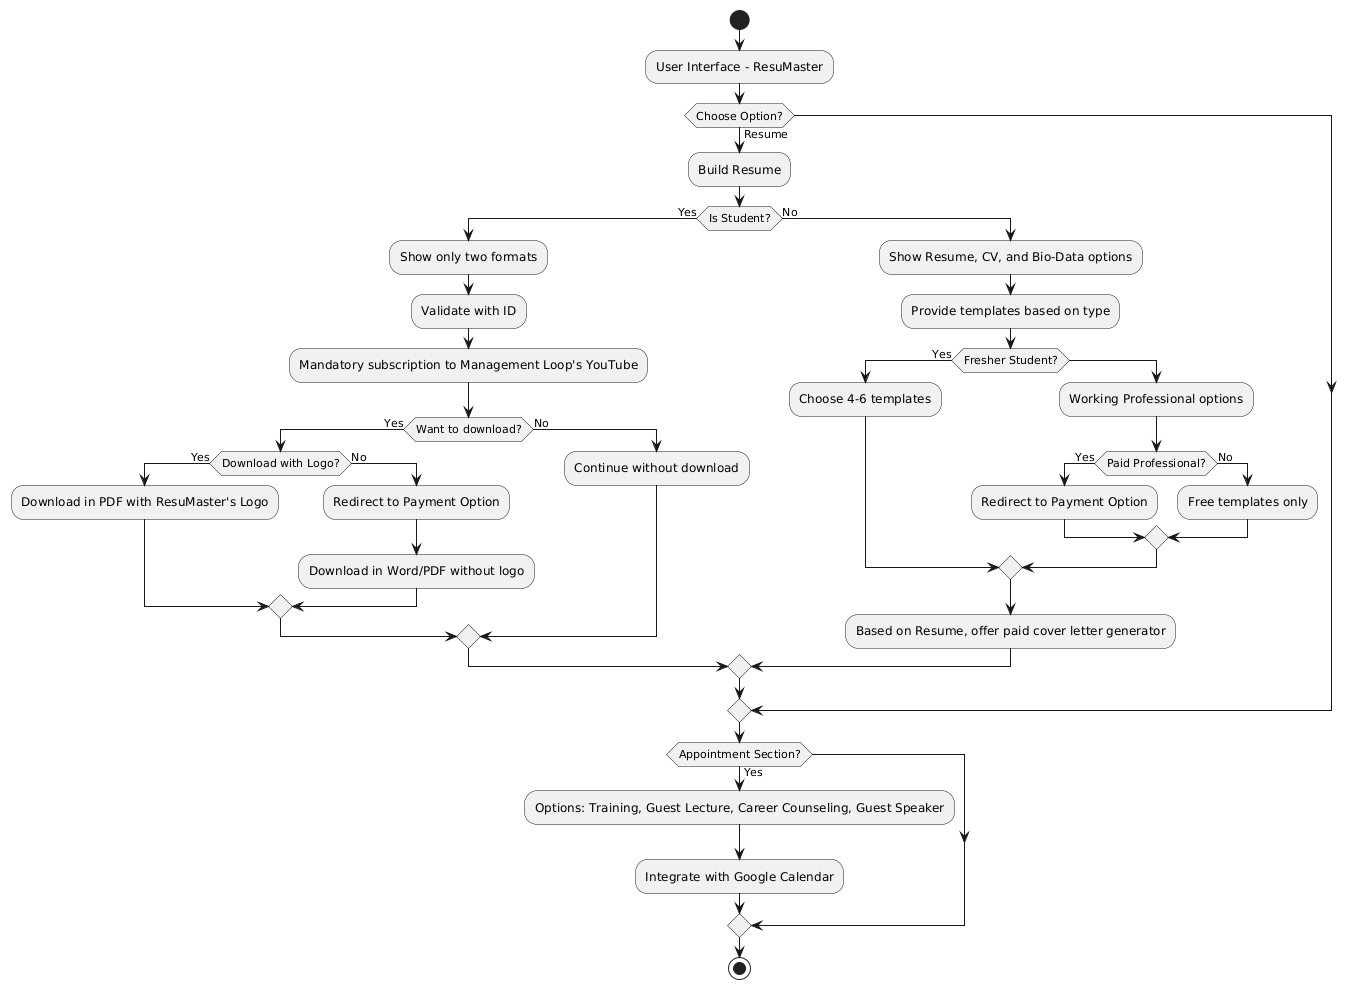 User Interface - ResuMaster
Choose Option?
Resume
Build Resume
Yes
Is Student?
No
Show only two formats
Validate with ID
Mandatory subscription to Management Loop's YouTube
Yes
Want to download?
No
Yes
Download with Logo?
No
Download in PDF with ResuMaster's Logo
Redirect to Payment Option
Download in Word/PDF without logo
Continue without download
Show Resume, CV, and Bio-Data options
Provide templates based on type
Yes
Fresher Student?
Choose 4-6 templates
Working Professional options
Yes
Paid Professional?
No
Redirect to Payment Option
Free templates only
Based on Resume, offer paid cover letter generator
Appointment Section?
Yes
Options: Training, Guest Lecture, Career Counseling, Guest Speaker
Integrate with Google Calendar